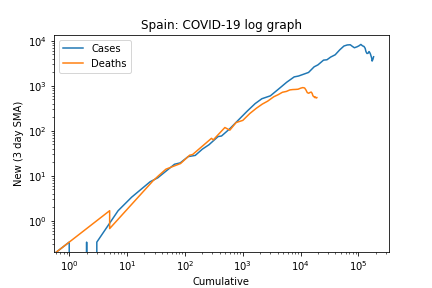 Spain: COVID-19 log graph
Cases
Deaths
New (3 day SMA)
10⁴
10³
10²
10¹
10⁰
10⁰ 10¹ 10² 10³ 10⁴ 10⁵
Cumulative